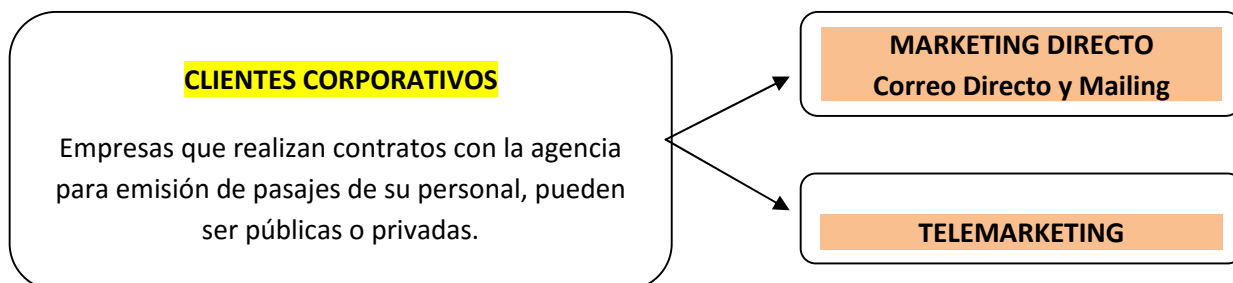 CLIENTES CORPORATIVOS
Empresas que realizan contratos con la agencia
para emisión de pasajes de su personal, pueden
ser públicas o privadas.
MARKETING DIRECTO
Correo Directo y Mailing
TELEMARKETING